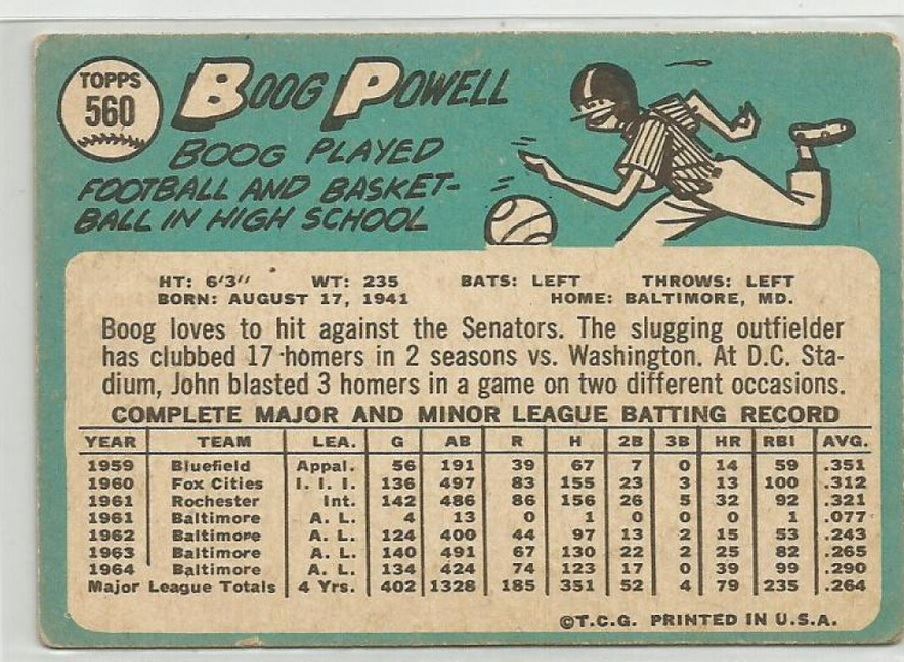 TOPPS
560
BOOG POWELL
BOOG PLAYED
FOOTBALL AND BASKET-
BALL IN HIGH SCHOOL
HT: 6'3" WT: 235 BATS: LEFT THROWS: LEFT
BORN: AUGUST 17, 1941 HOME: BALTIMORE, MD.
Boog loves to hit against the Senators. The slugging outfielder
has clubbed 17 homers in 2 seasons vs. Washington. At D.C. Sta-
dium, John blasted 3 homers in a game on two different occasions.
COMPLETE MAJOR AND MINOR LEAGUE BATTING RECORD
YEAR TEAM LEA. G AB R H 2B 3B HR RBI AVG.
1959 Bluefield Appal. 56 191 39 67 7 0 14 59 .351
1960 Fox Cities I. I. I. 136 497 83 155 23 3 13 100 .312
1961 Rochester Int. 142 486 86 156 26 5 32 92 .321
1961 Baltimore A. L. 4 13 0 1 0 0 0 1 .077
1962 Baltimore A. L. 124 400 44 97 13 2 15 53 .243
1963 Baltimore A. L. 140 491 67 130 22 2 25 82 .265
1964 Baltimore A. L. 134 424 74 123 17 0 39 99 .290
Major League Totals 4 Yrs. 402 1328 185 351 52 4 79 235 .264
©T.C.G. PRINTED IN U.S.A.